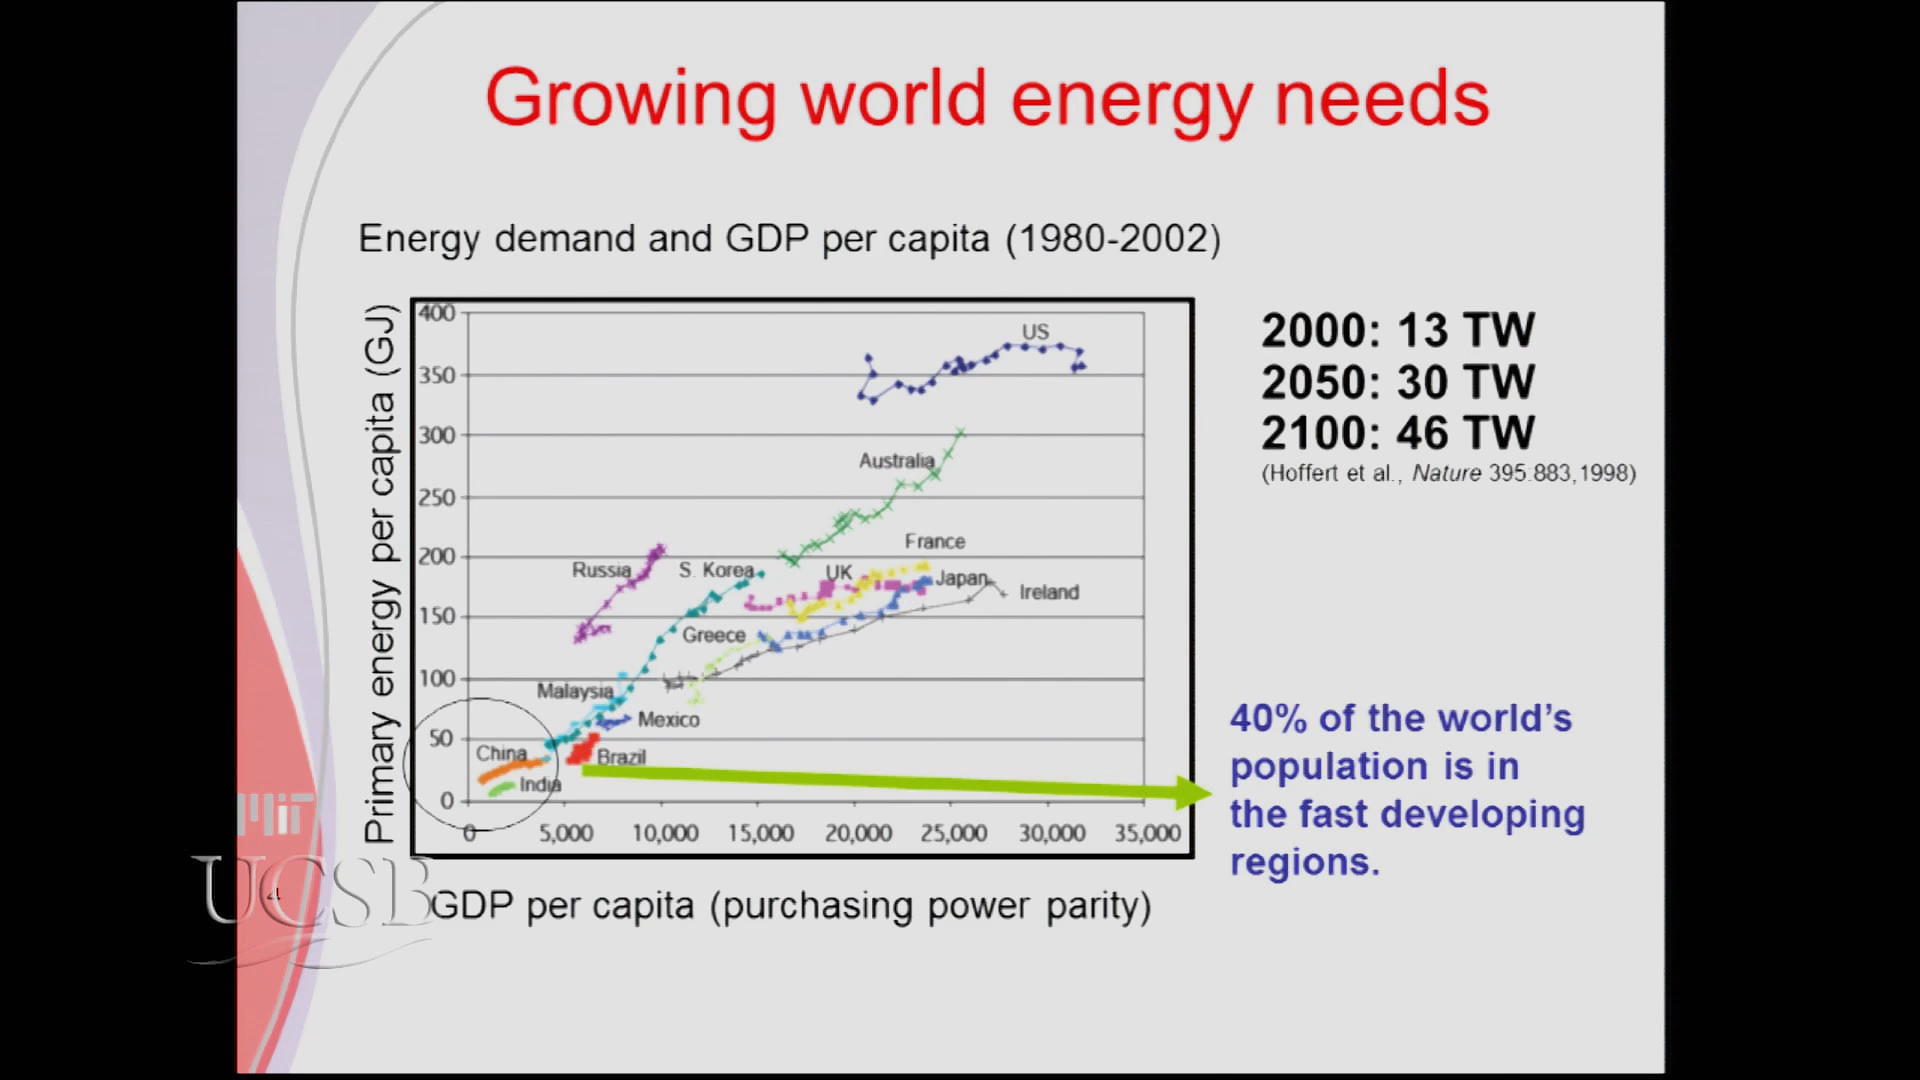 Growing world energy needs
Energy demand and GDP per capita (1980-2002)
Primary energy per capita (GJ)
400
350
300
250
200
150
100
50
0
US
Australia
France
Russia
S. Korea
UK
Japan
Ireland
Greece
Malaysia
Mexico
China
Brazil
India
0 5,000 10,000 15,000 20,000 25,000 30,000 35,000
GDP per capita (purchasing power parity)
2000: 13 TW
2050: 30 TW
2100: 46 TW
(Hoffert et al., Nature 395:883,1998)
40% of the world’s
population is in
the fast developing
regions.
MIT
UCSB
4